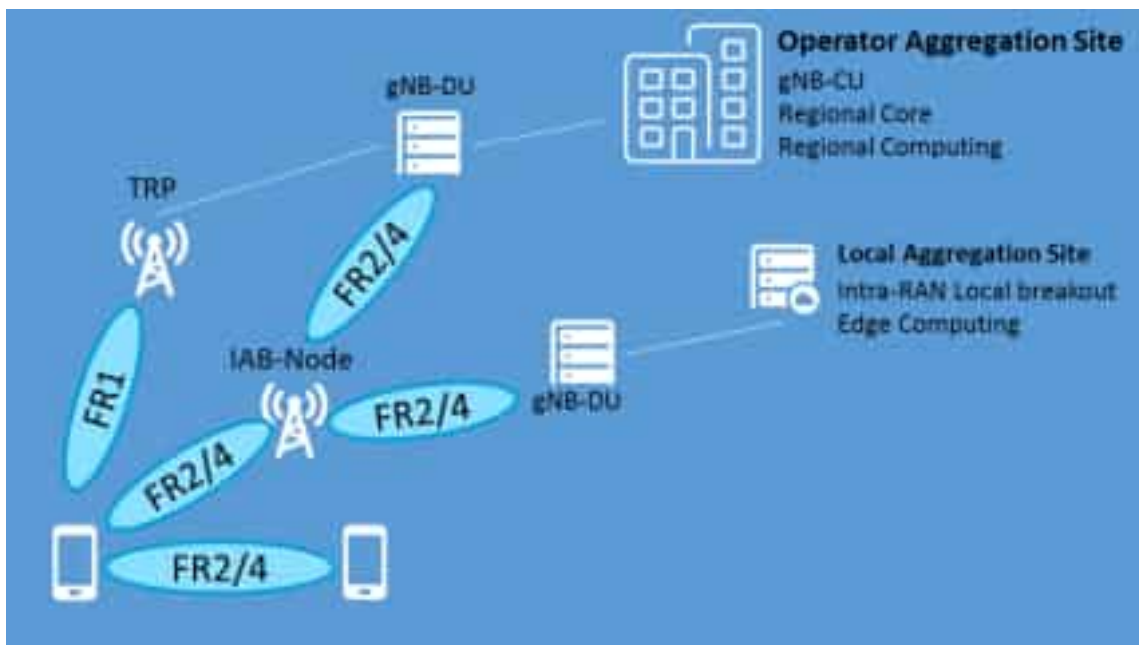 Operator Aggregation Site
gNB-CU
Regional Core
Regional Computing
gNB-DU
TRP
FR2/4
Local Aggregation Site
Intra-RAN Local breakout
Edge Computing
IAB-Node
FR1
FR2/4
gNB-DU
FR2/4
FR2/4